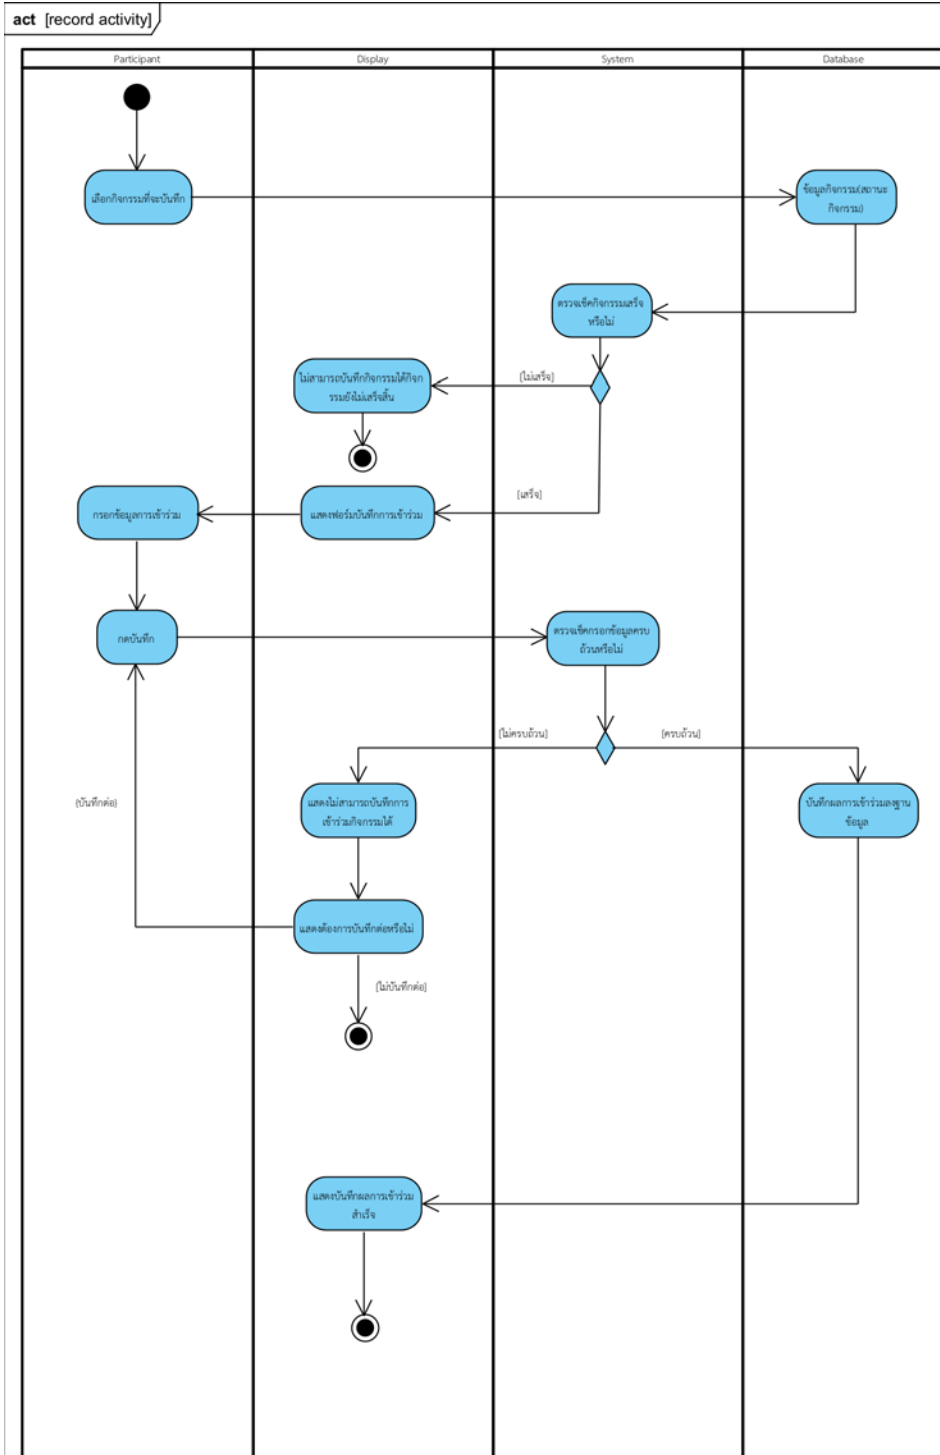 act [record activity]
Participant
Display
System
Database
เลือกกิจกรรมที่จะบันทึก
ข้อมูลกิจกรรม(สถานะ
กิจกรรม)
ตรวจเช็คกิจกรรมเสร็จ
หรือไม่
[ไม่เสร็จ]
ไม่สามารถบันทึกกิจกรรมได้กิจก
รรมยังไม่เสร็จสิ้น
[เสร็จ]
กรอกข้อมูลการเข้าร่วม
แสดงฟอร์มบันทึกการเข้าร่วม
กดบันทึก
ตรวจเช็คกรอกข้อมูลครบ
ถ้วนหรือไม่
[ไม่ครบถ้วน]
[ครบถ้วน]
แสดงไม่สามารถบันทึกการ
เข้าร่วมกิจกรรมได้
บันทึกผลการเข้าร่วมลงฐาน
ข้อมูล
[บันทึกต่อ]
แสดงต้องการบันทึกต่อหรือไม่
[ไม่บันทึกต่อ]
แสดงบันทึกผลการเข้าร่วม
สำเร็จ